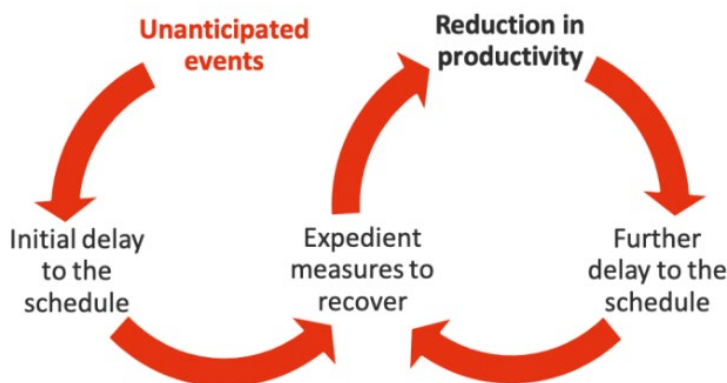 Unanticipated
events
Reduction in
productivity
Initial delay
to the
schedule
Expedient
measures to
recover
Further
delay to the
schedule